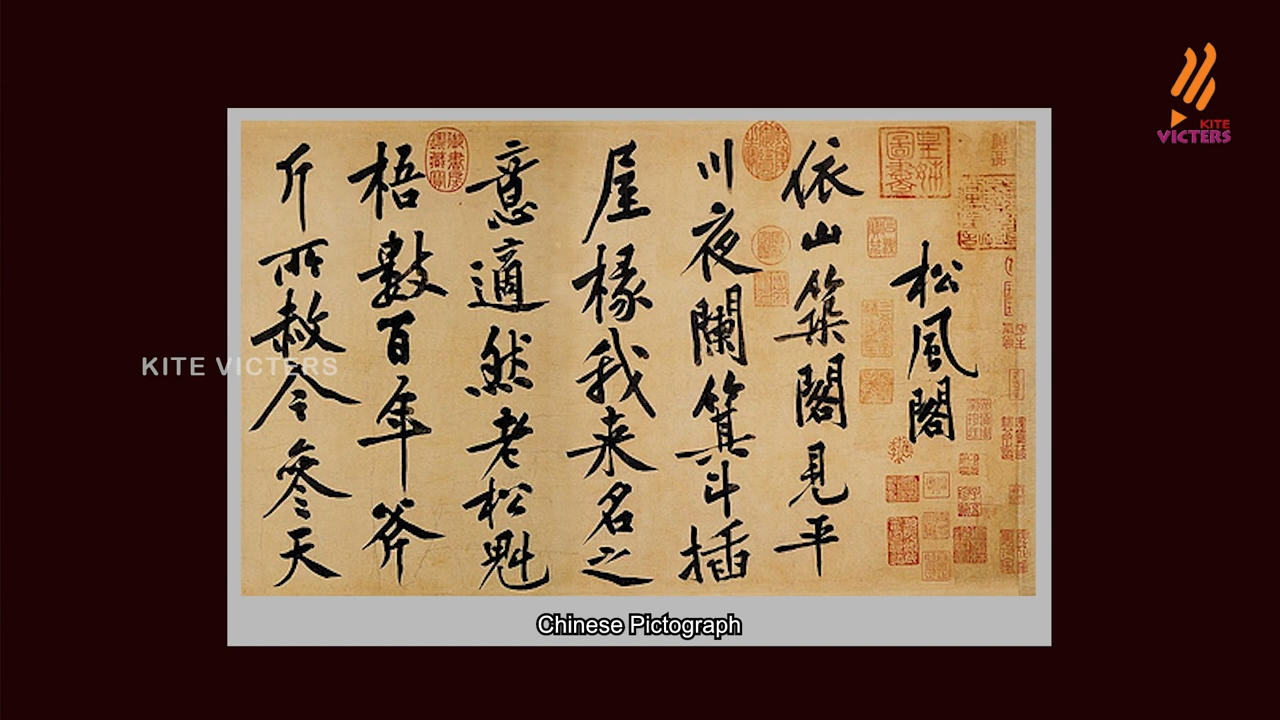 松風閣
依山築閣見平
川夜闌箕斗插
屋椽我来名之
意適然老松魁
梧數百年斧
斤所赦今參天
Chinese Pictograph
KITE VICTERS
KITE
VICTERS